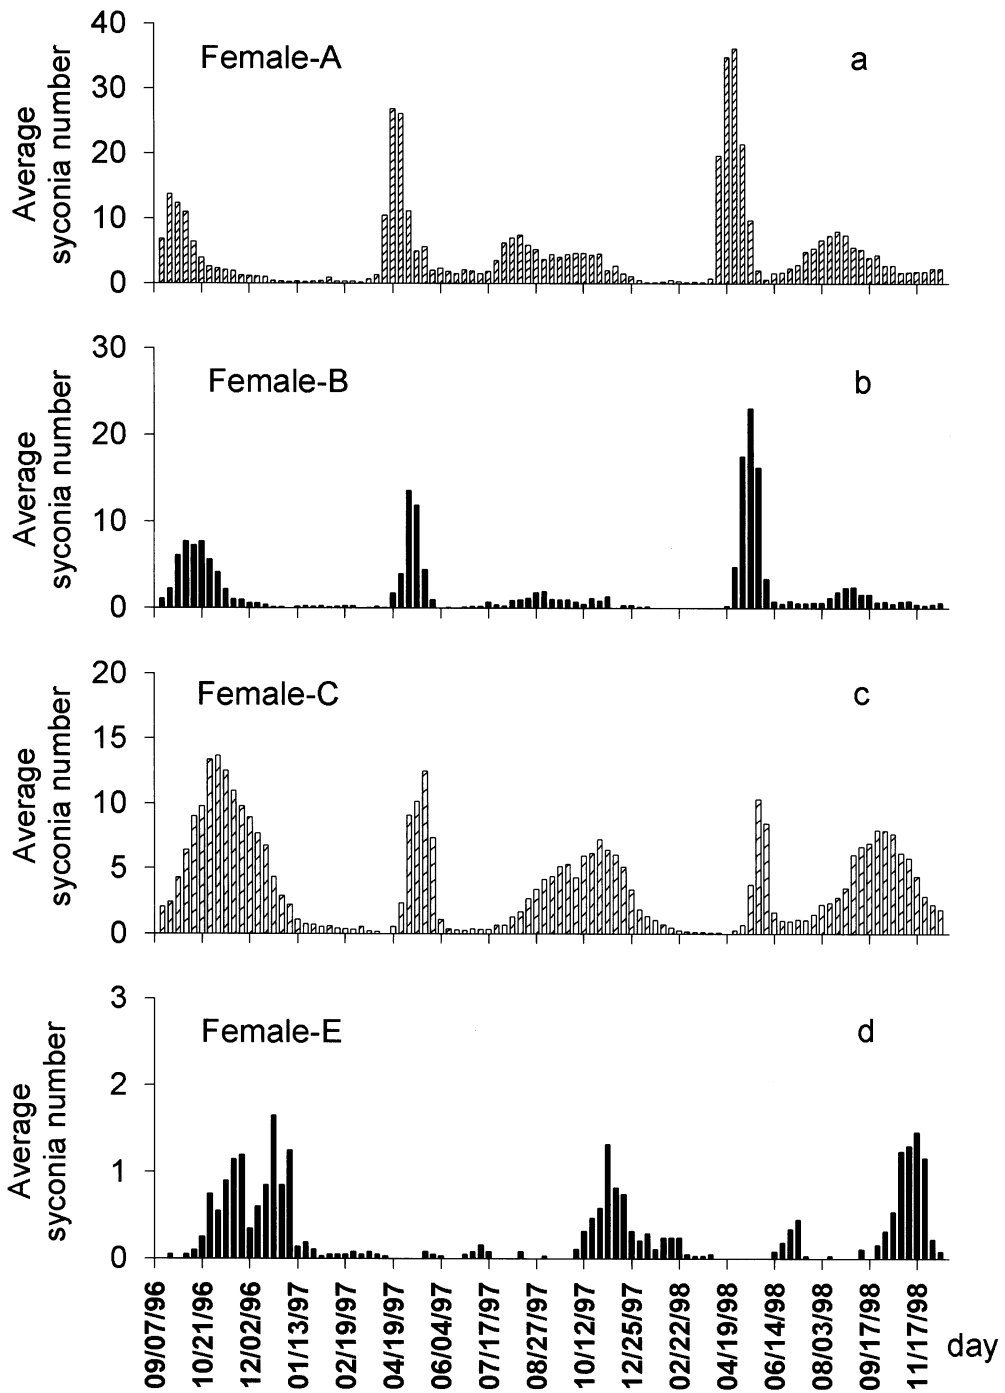 40
30
20
10
0
Average
syconia number
Female-A
a
30
20
10
0
Average
syconia number
Female-B
b
20
15
10
5
0
Average
syconia number
Female-C
c
3
2
1
0
Average
syconia number
Female-E
d
09/07/96
10/21/96
12/02/96
01/13/97
02/19/97
04/19/97
06/04/97
07/17/97
08/27/97
10/12/97
12/25/97
02/22/98
04/19/98
06/14/98
08/03/98
09/17/98
11/17/98
day